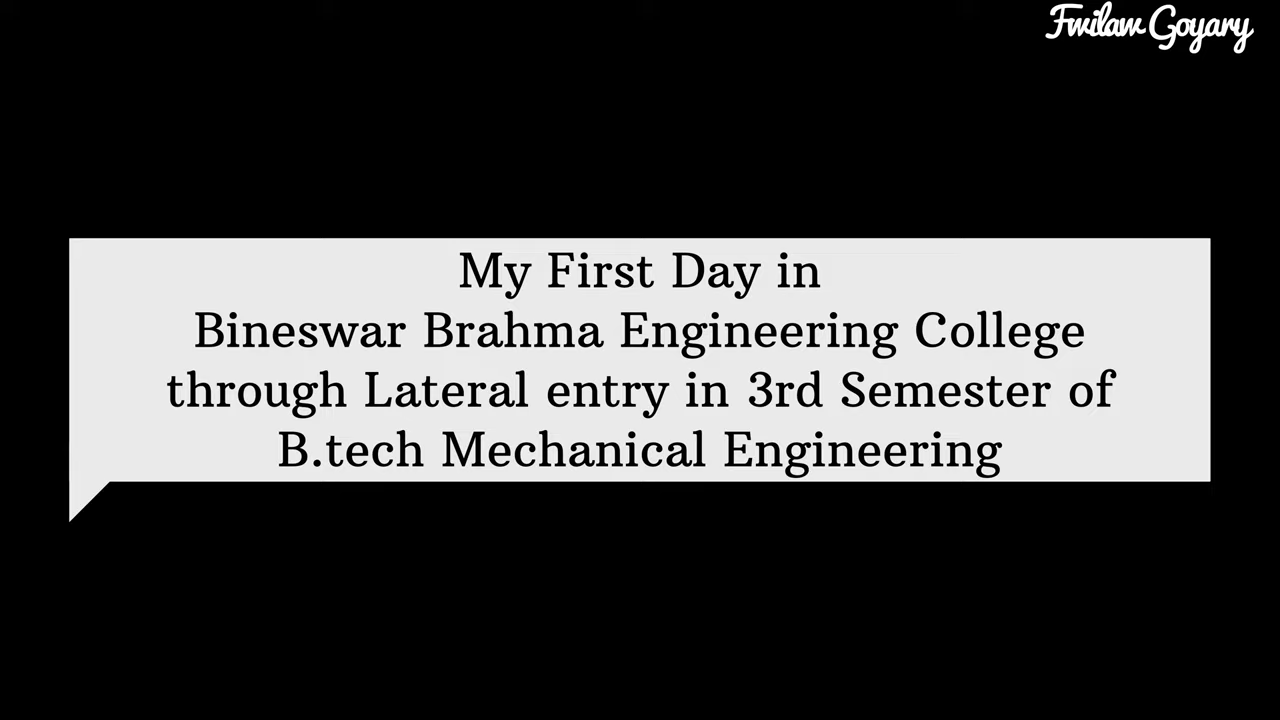 Fwilaw Goyary
My First Day in
Bineswar Brahma Engineering College
through Lateral entry in 3rd Semester of
B.tech Mechanical Engineering